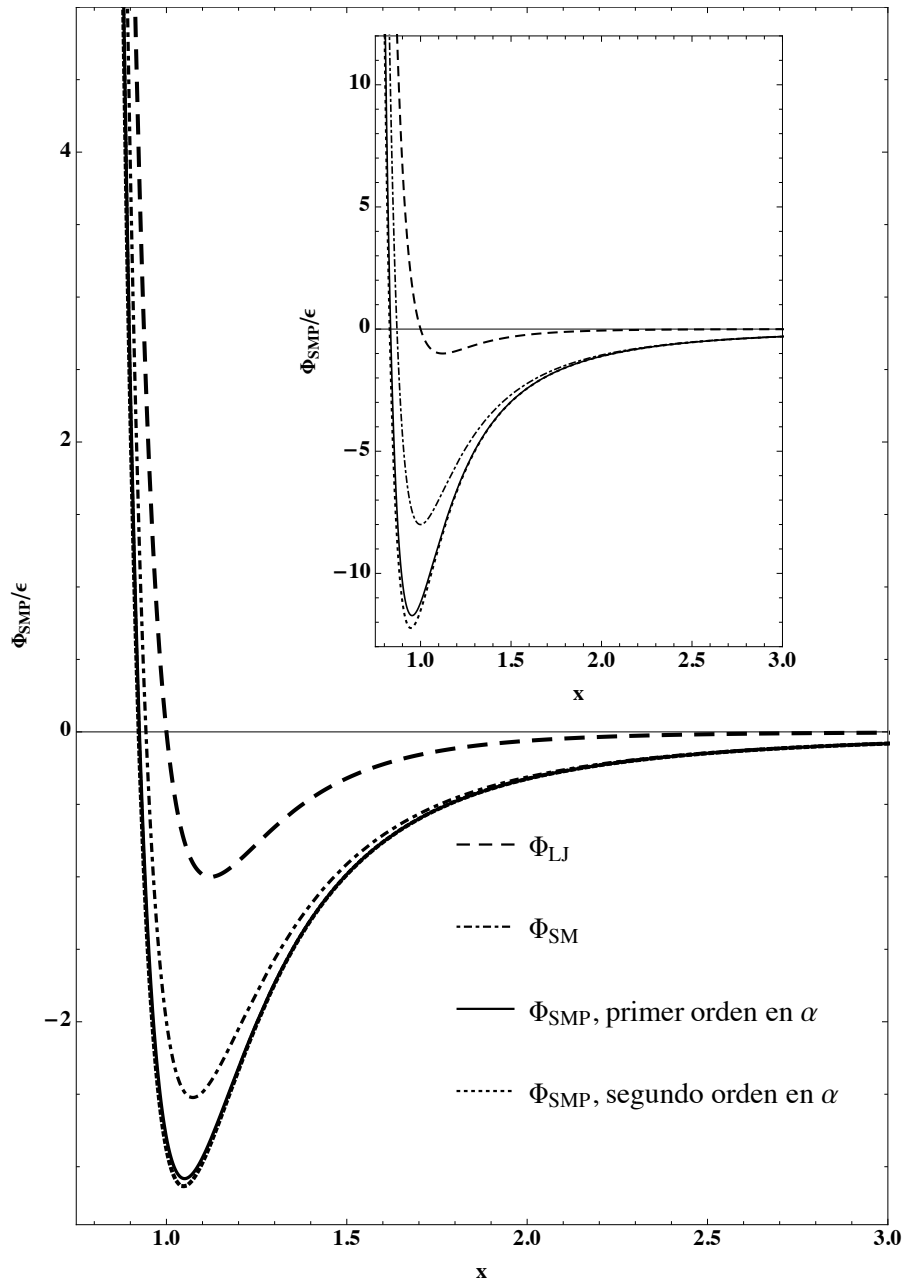 10
5
0
−5
−10
Φ_SMP/ϵ
1.0 1.5 2.0 2.5 3.0
x
4
2
0
−2
Φ_SMP/ϵ
Φ_LJ
Φ_SM
Φ_SMP, primer orden en α
Φ_SMP, segundo orden en α
1.0 1.5 2.0 2.5 3.0
x